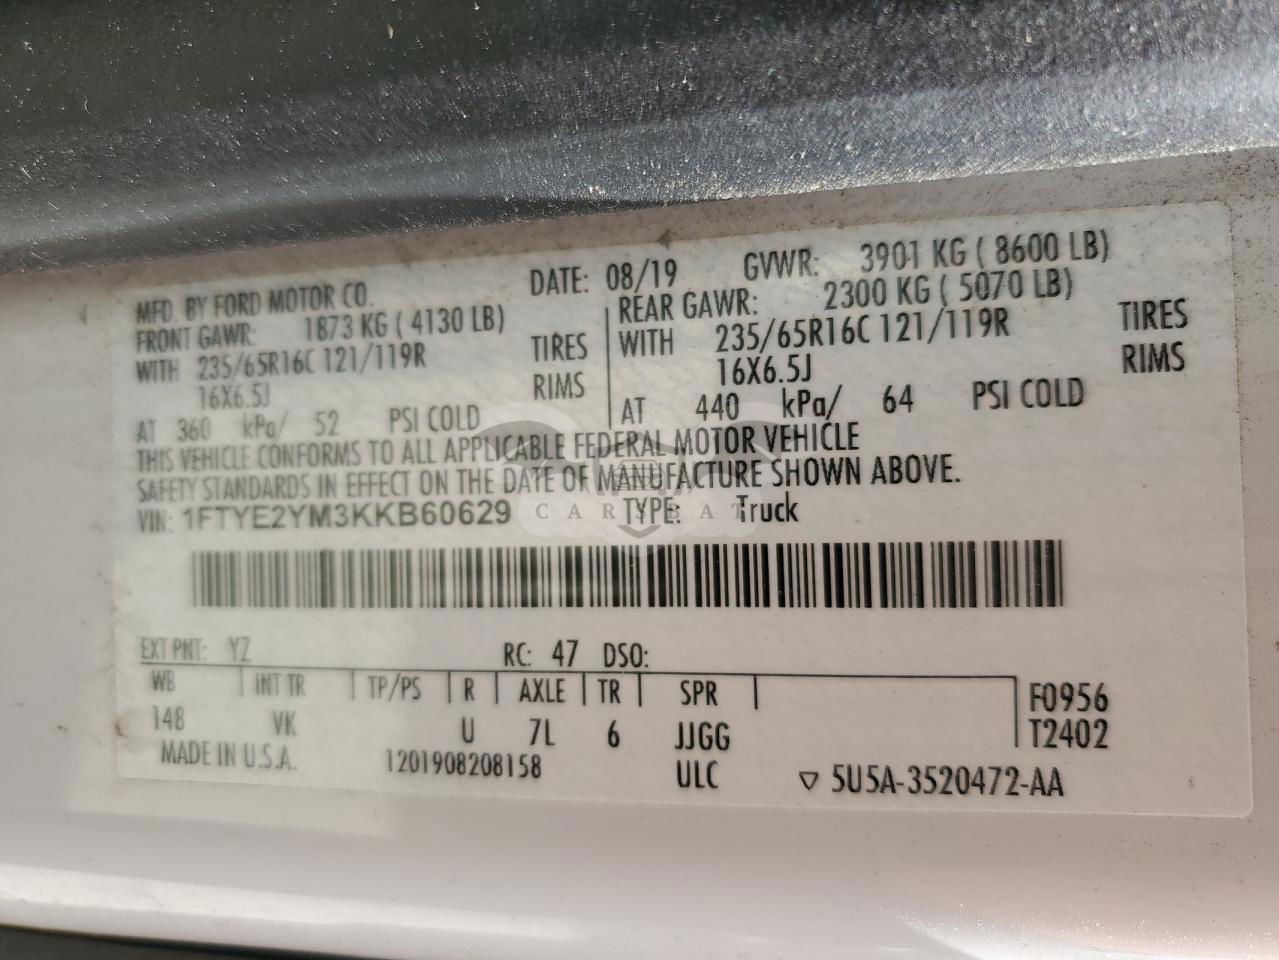 MFD. BY FORD MOTOR CO. DATE: 08/19 GVWR: 3901 KG ( 8600 LB)
FRONT GAWR: 1873 KG ( 4130 LB) REAR GAWR: 2300 KG ( 5070 LB)
WITH 235/65R16C 121/119R TIRES WITH 235/65R16C 121/119R TIRES
16X6.5J RIMS 16X6.5J RIMS
AT 360 kPa/ 52 PSI COLD AT 440 kPa/ 64 PSI COLD
THIS VEHICLE CONFORMS TO ALL APPLICABLE FEDERAL MOTOR VEHICLE
SAFETY STANDARDS IN EFFECT ON THE DATE OF MANUFACTURE SHOWN ABOVE.
VIN: 1FTYE2YM3KKB60629 TYPE: Truck
EXT PNT: YZ RC: 47 DSO:
WB INT TR TP/PS R AXLE TR SPR F0956
148 VK U 7L 6 JJGG T2402
MADE IN U.S.A. 1201908208158 ULC ▽ 5U5A-3520472-AA